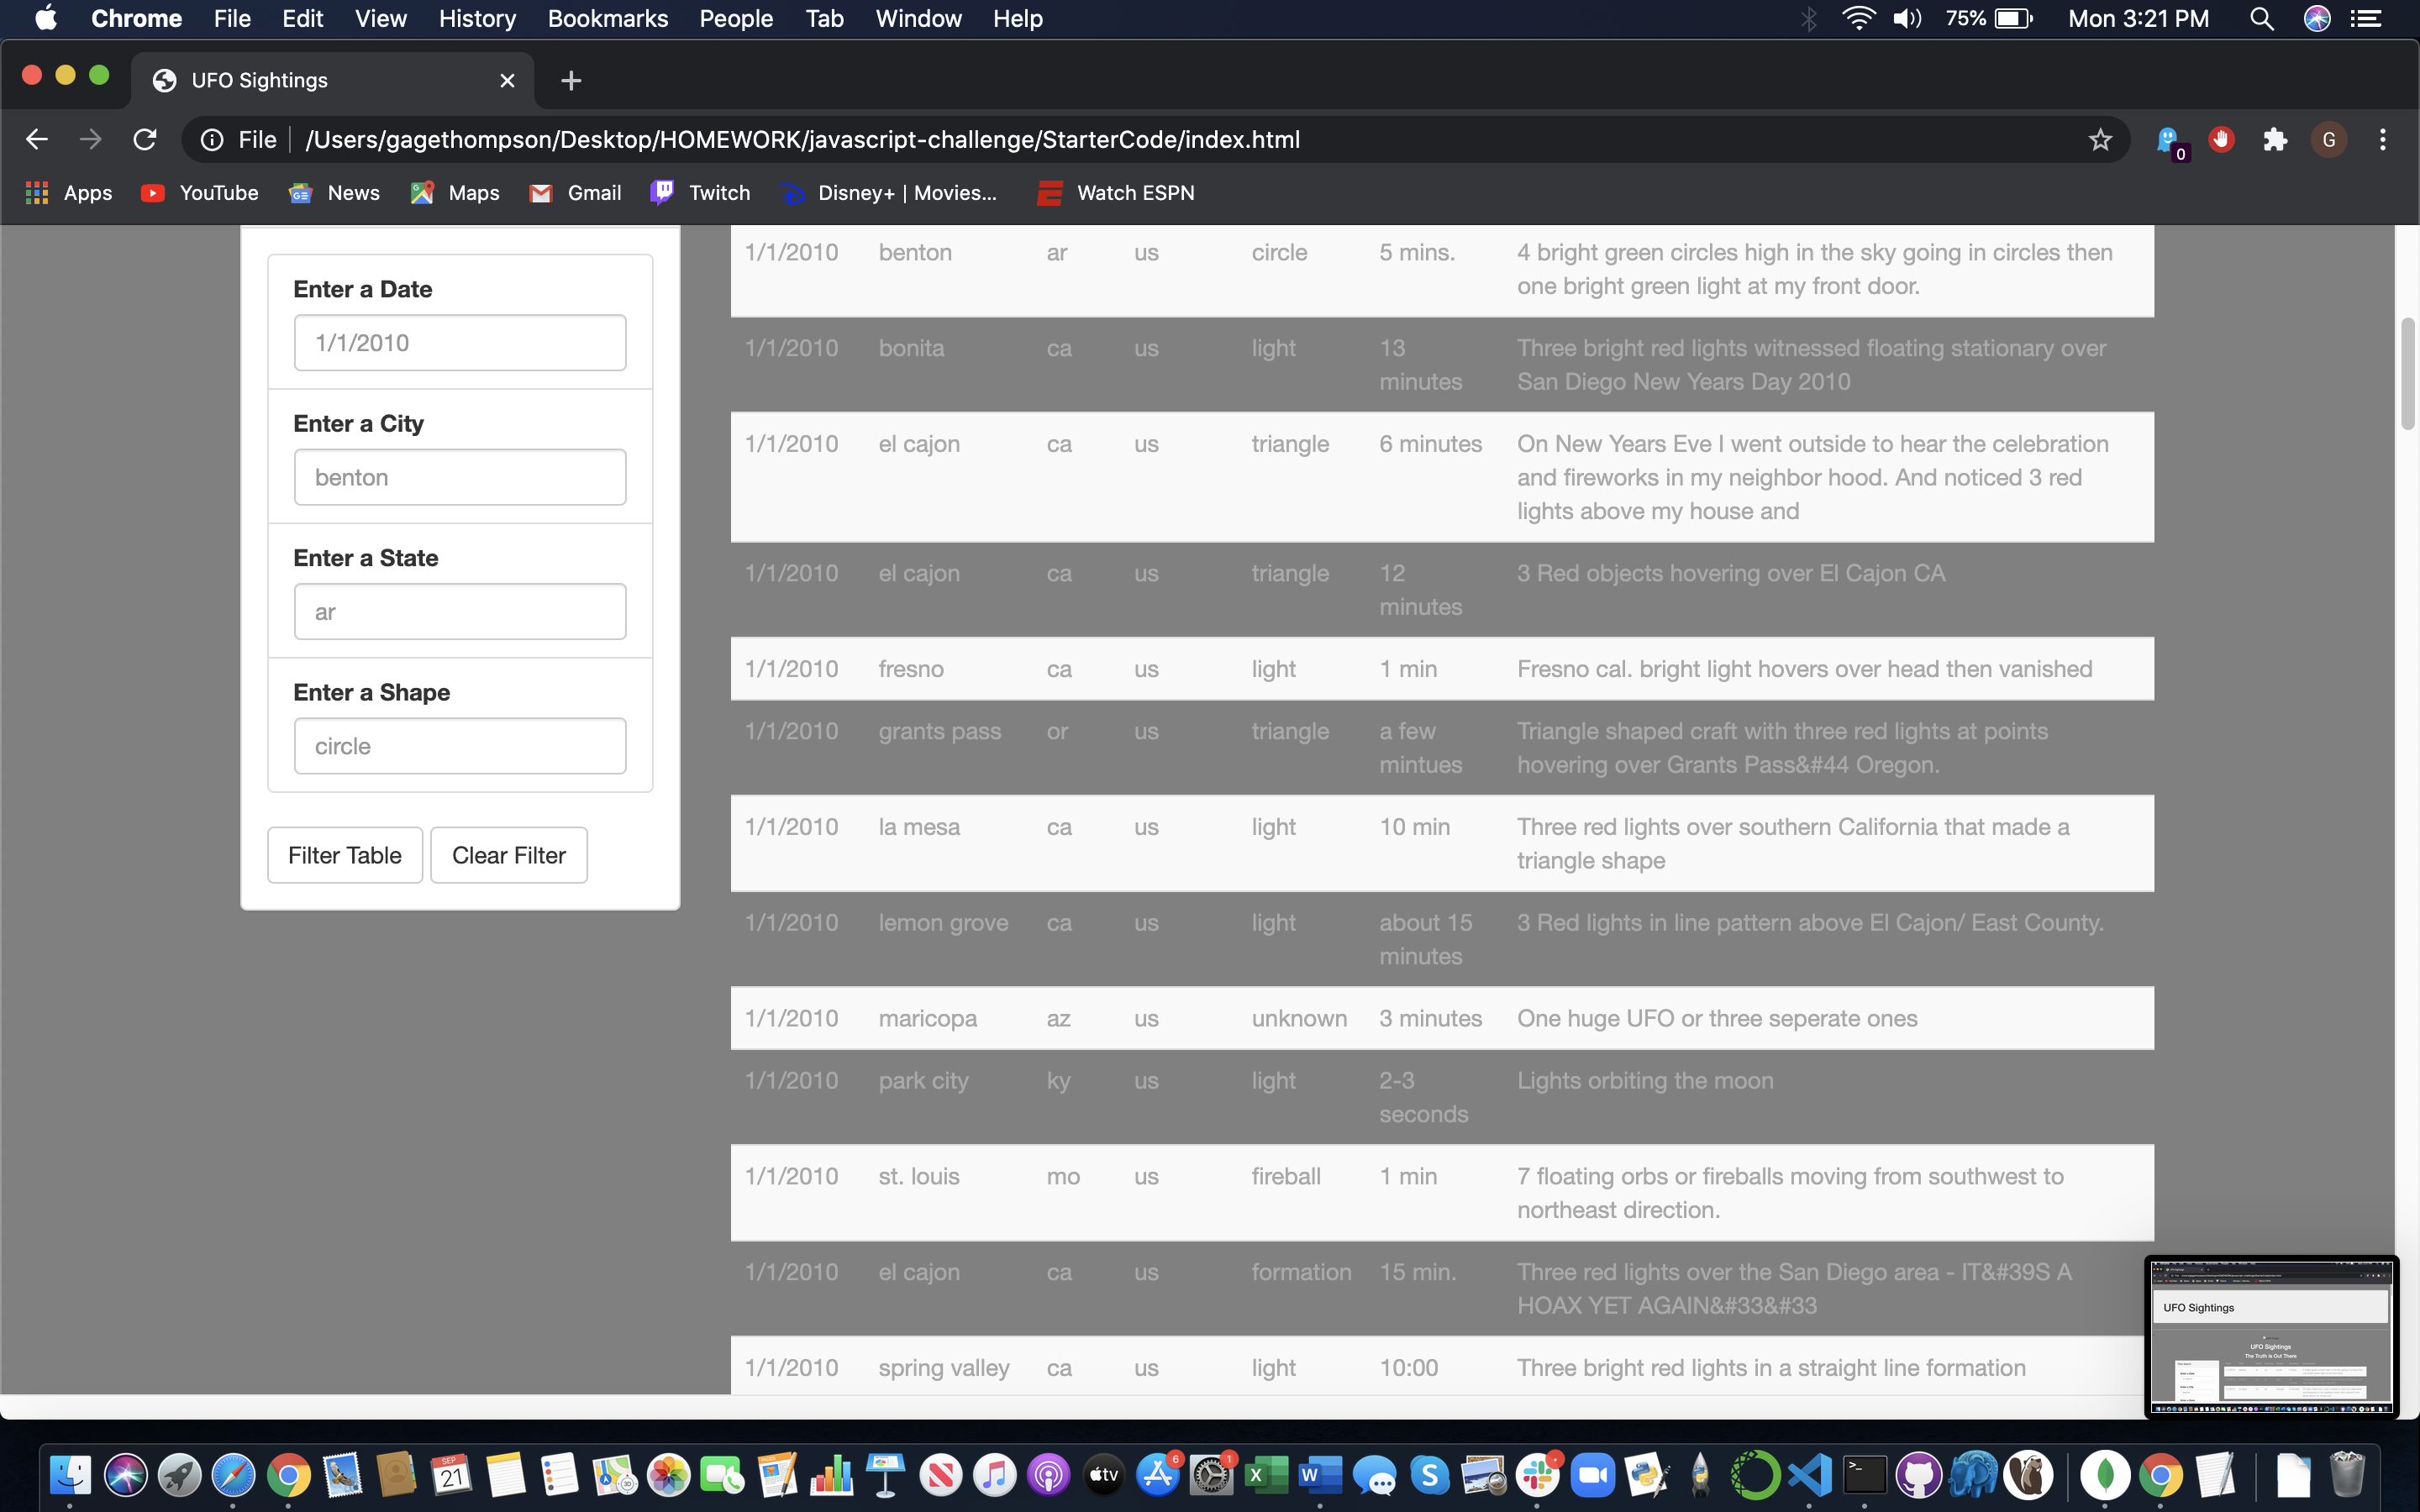 Chrome File Edit View History Bookmarks People Tab Window Help 75% Mon 3:21 PM
UFO Sightings
File /Users/gagethompson/Desktop/HOMEWORK/javascript-challenge/StarterCode/index.html 0 G
Apps YouTube News Maps Gmail Twitch Disney+ | Movies... Watch ESPN
Enter a Date
1/1/2010
Enter a City
benton
Enter a State
ar
Enter a Shape
circle
Filter Table Clear Filter
1/1/2010 benton ar us circle 5 mins. 4 bright green circles high in the sky going in circles then
one bright green light at my front door.
1/1/2010 bonita ca us light 13 Three bright red lights witnessed floating stationary over
minutes San Diego New Years Day 2010
1/1/2010 el cajon ca us triangle 6 minutes On New Years Eve I went outside to hear the celebration
and fireworks in my neighbor hood. And noticed 3 red
lights above my house and
1/1/2010 el cajon ca us triangle 12 3 Red objects hovering over El Cajon CA
minutes
1/1/2010 fresno ca us light 1 min Fresno cal. bright light hovers over head then vanished
1/1/2010 grants pass or us triangle a few Triangle shaped craft with three red lights at points
mintues hovering over Grants Pass&#44 Oregon.
1/1/2010 la mesa ca us light 10 min Three red lights over southern California that made a
triangle shape
1/1/2010 lemon grove ca us light about 15 3 Red lights in line pattern above El Cajon/ East County.
minutes
1/1/2010 maricopa az us unknown 3 minutes One huge UFO or three seperate ones
1/1/2010 park city ky us light 2-3 Lights orbiting the moon
seconds
1/1/2010 st. louis mo us fireball 1 min 7 floating orbs or fireballs moving from southwest to
northeast direction.
1/1/2010 el cajon ca us formation 15 min. Three red lights over the San Diego area - IT&#39S A
HOAX YET AGAIN&#33&#33
1/1/2010 spring valley ca us light 10:00 Three bright red lights in a straight line formation
UFO Sightings
UFO Sightings
The Truth is Out There
SEP
21
tv
6
1
X
W
S